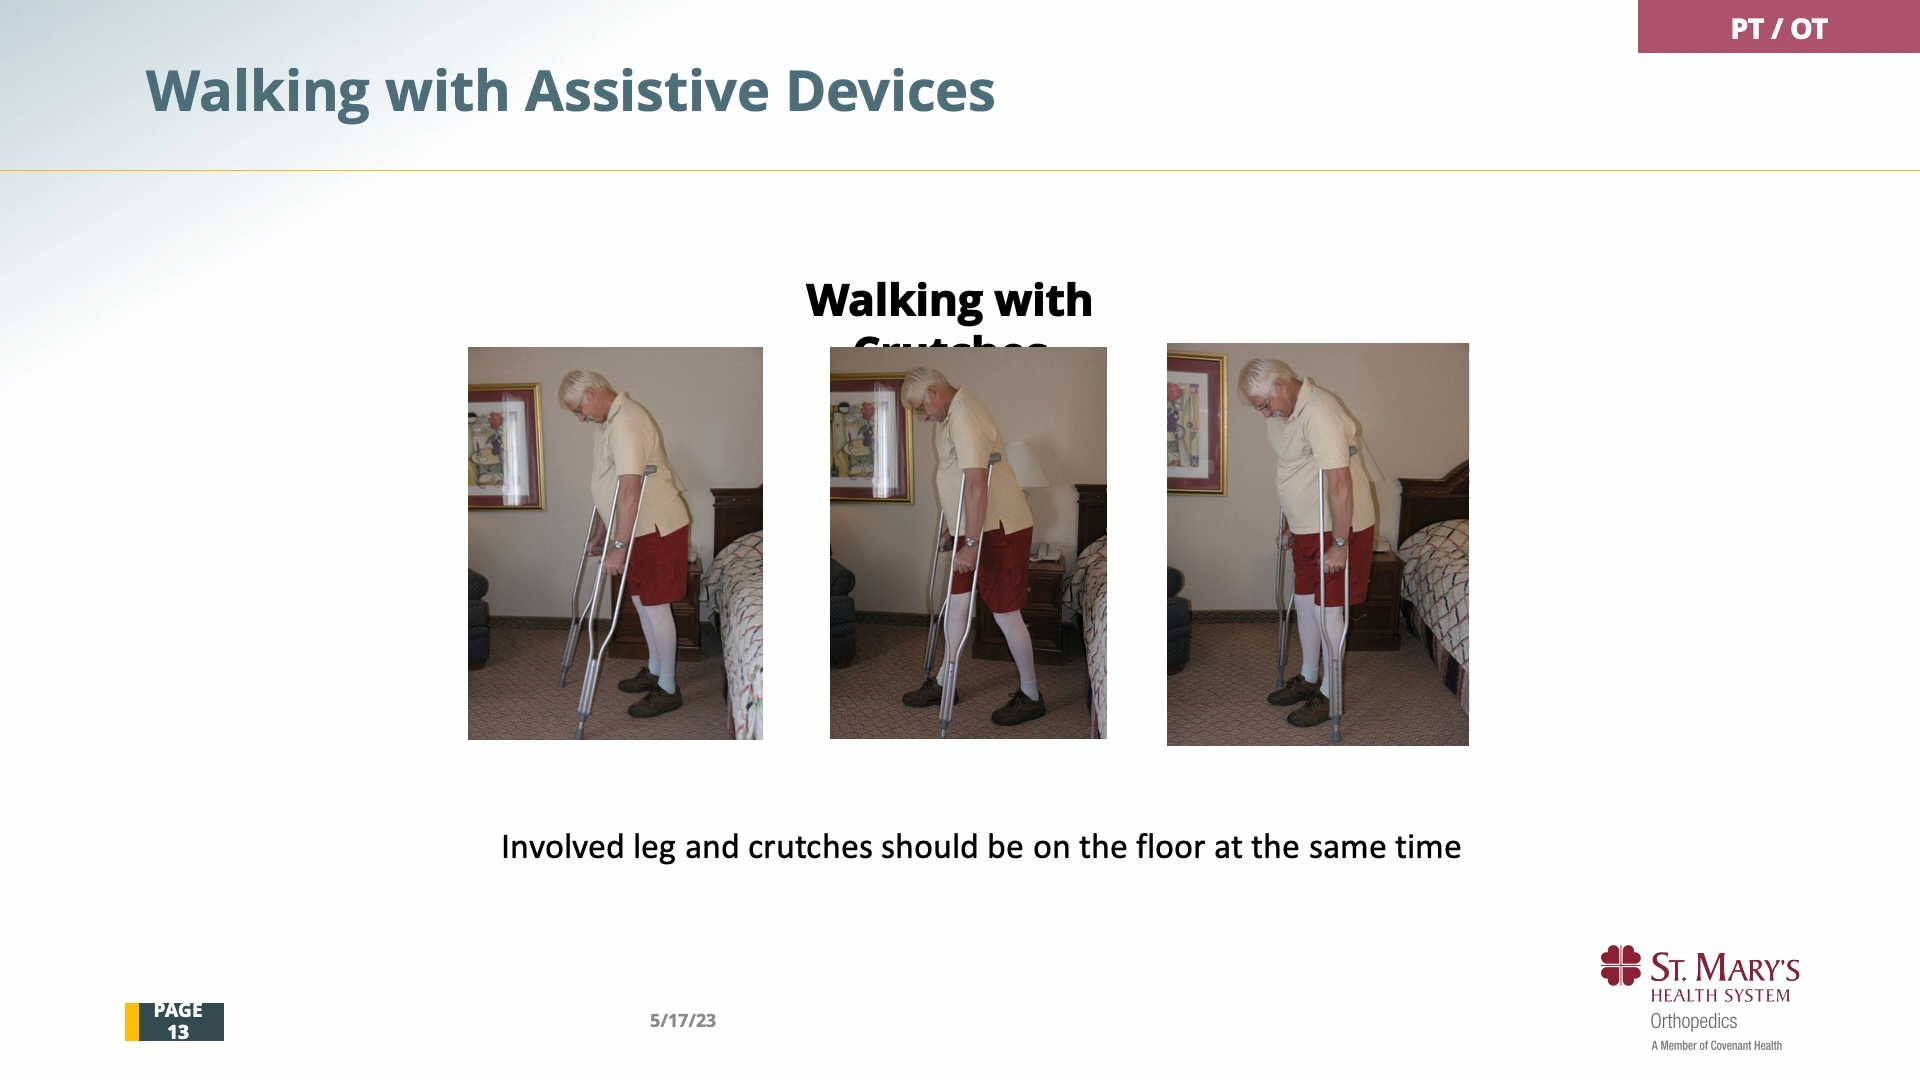 PT / OT
Walking with Assistive Devices
Walking with
Crutches
Involved leg and crutches should be on the floor at the same time
PAGE
13
5/17/23
ST. MARY'S
HEALTH SYSTEM
Orthopedics
A Member of Covenant Health